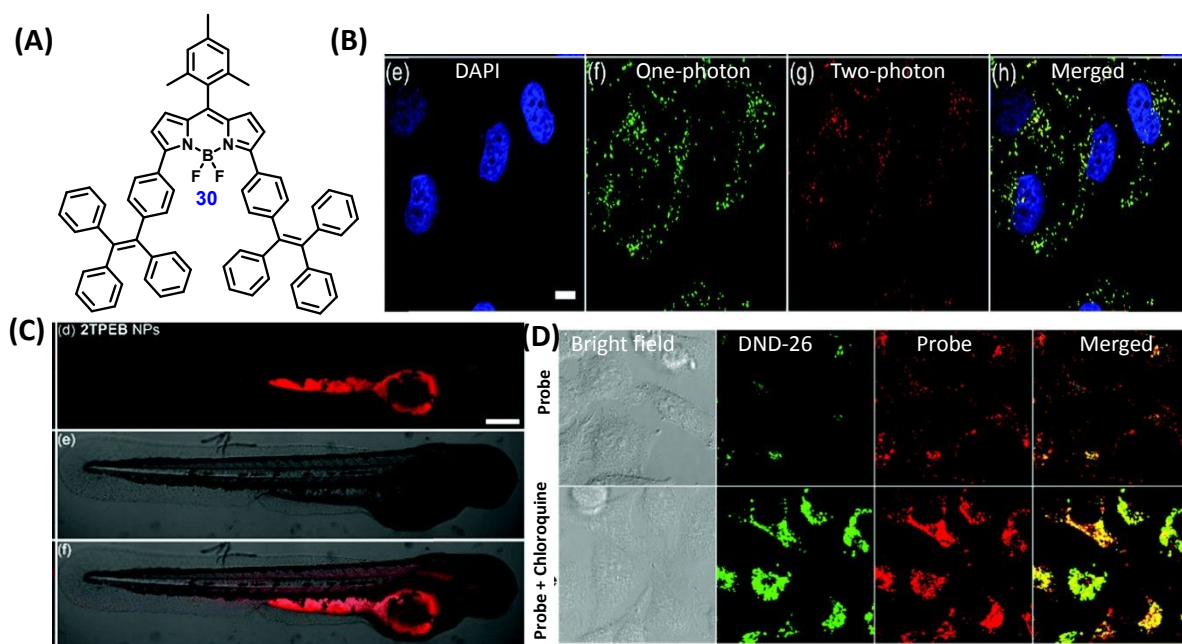 (A)
N
N
B
F
F
30
(B)
(e) DAPI
(f) One-photon
(g) Two-photon
(h) Merged
(C)
(d) 2TPEB NPs
(e)
(f)
(D)
Bright field
DND-26
Probe
Merged
Probe
Probe + Chloroquine